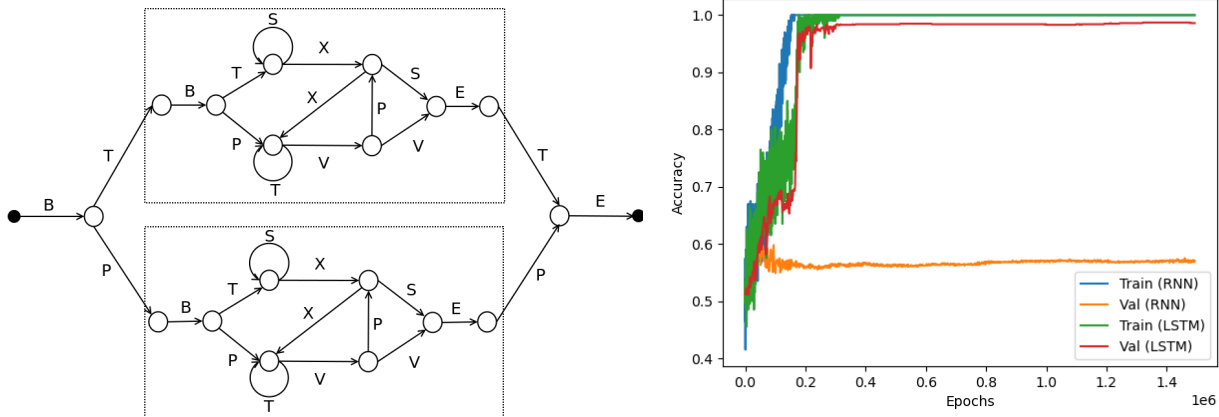 S
X
T
S
B
X
E
P
P
V
V
T
T
T
B
E
P
P
S
X
T
S
B
X
E
P
P
V
V
T
1.0
0.9
0.8
0.7
0.6
0.5
0.4
Accuracy
Train (RNN)
Val (RNN)
Train (LSTM)
Val (LSTM)
0.0 0.2 0.4 0.6 0.8 1.0 1.2 1.4
1e6
Epochs